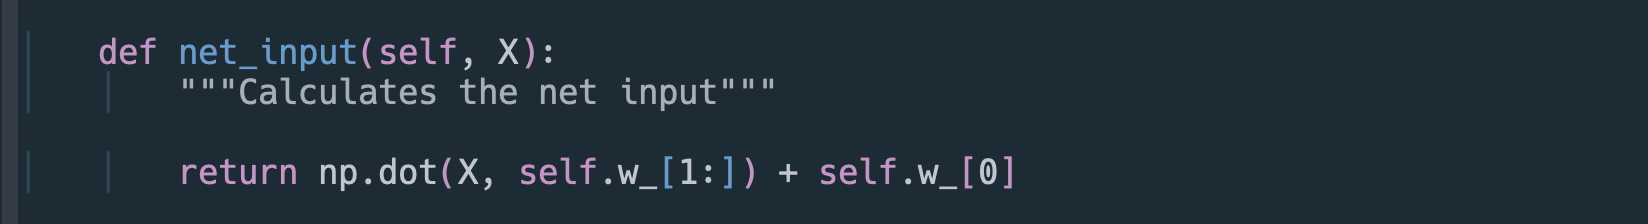 def net_input(self, X):
"""Calculates the net input"""
return np.dot(X, self.w_[1:]) + self.w_[0]